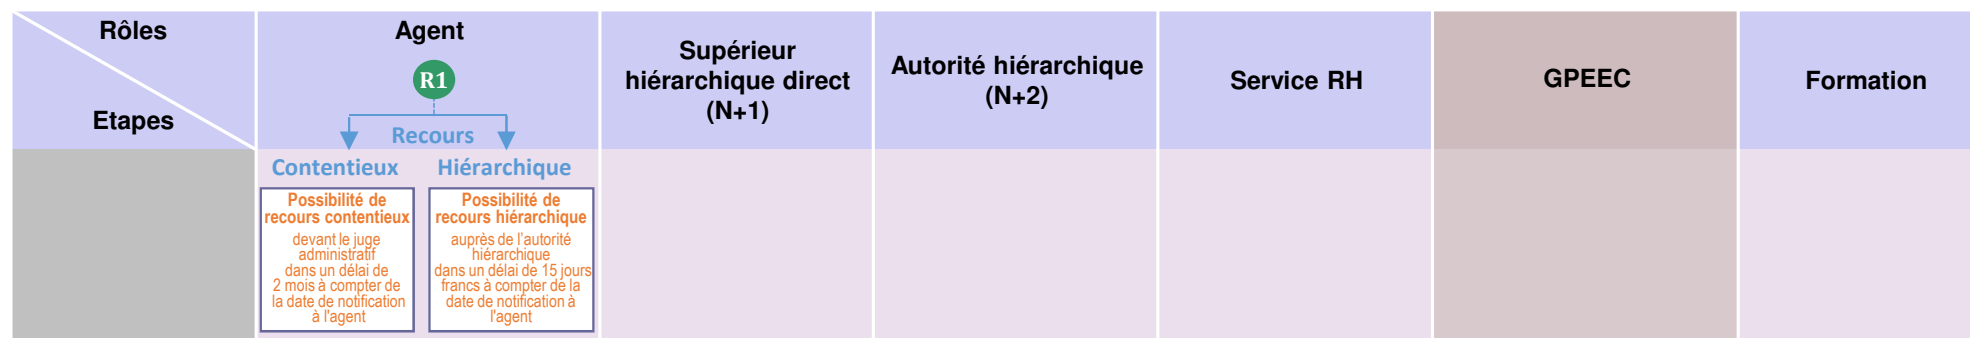 Rôles
Etapes
Agent
R1
Recours
Supérieur
hiérarchique direct
(N+1)
Autorité hiérarchique
(N+2)
Service RH
GPEEC
Formation
Contentieux
Possibilité de
recours contentieux
devant le juge
administratif
dans un délai de
2 mois à compter de
la date de notification
à l'agent
Hiérarchique
Possibilité de
recours hiérarchique
auprès de l’autorité
hiérarchique
dans un délai de 15 jours
francs à compter de la
date de notification à
l'agent